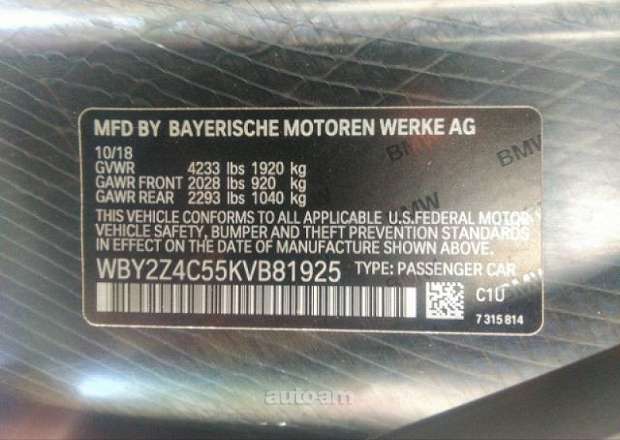 MFD BY BAYERISCHE MOTOREN WERKE AG
10/18
GVWR 4233 lbs 1920 kg
GAWR FRONT 2028 lbs 920 kg
GAWR REAR 2293 lbs 1040 kg
THIS VEHICLE CONFORMS TO ALL APPLICABLE U.S.FEDERAL MOTOR
VEHICLE SAFETY, BUMPER AND THEFT PREVENTION STANDARDS
IN EFFECT ON THE DATE OF MANUFACTURE SHOWN ABOVE.
WBY2Z4C55KVB81925 TYPE: PASSENGER CAR
C1U
7 315 814
BMW
BMW
BMW
autoam